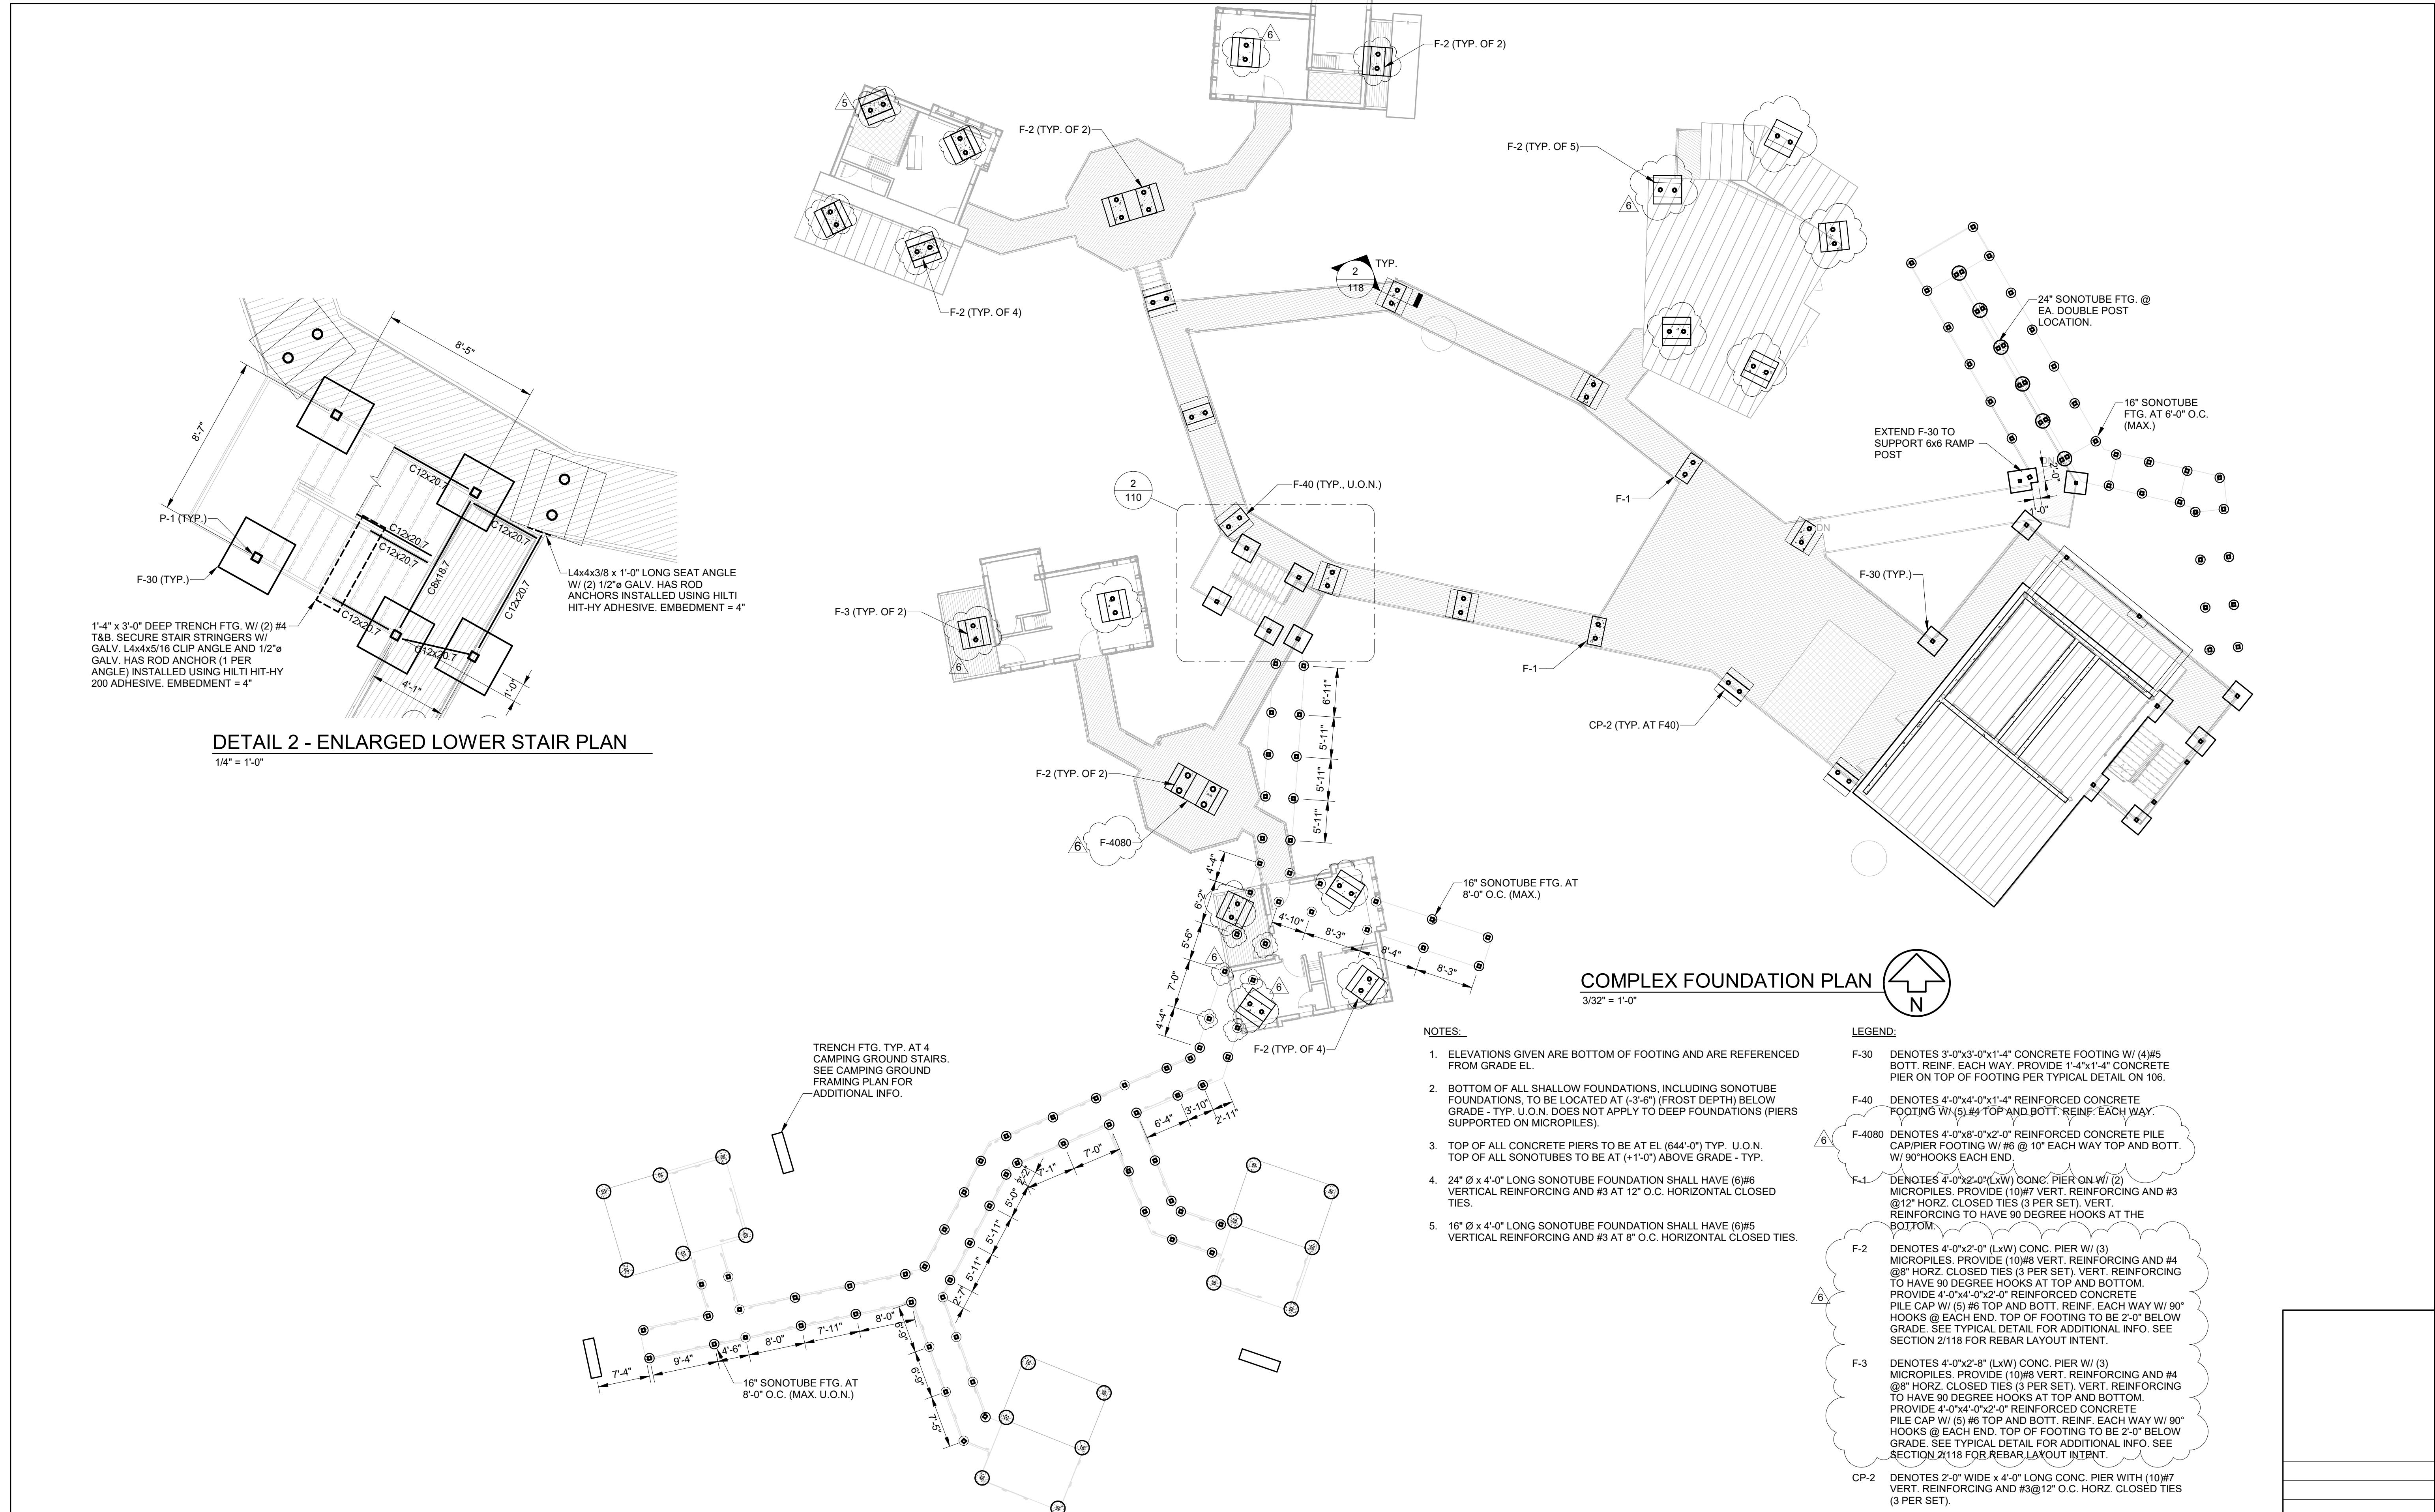 6
F-2 (TYP. OF 2)
5
F-2 (TYP. OF 2)
F-2 (TYP. OF 5)
6
F-2 (TYP. OF 4)
2
118
TYP.
24" SONOTUBE FTG. @
EA. DOUBLE POST
LOCATION.
16" SONOTUBE
FTG. AT 6'-0" O.C.
(MAX.)
EXTEND F-30 TO
SUPPORT 6x6 RAMP
POST
DN
2'-0"
1'-0"
2
110
F-40 (TYP., U.O.N.)
F-1
DN
F-30 (TYP.)
F-3 (TYP. OF 2)
6
F-1
CP-2 (TYP. AT F40)
6'-11"
5'-11"
5'-11"
5'-11"
F-2 (TYP. OF 2)
6
F-4080
8'-5"
8'-7"
C12x20.7
P-1 (TYP.)
C12x20.7
C12x20.7
C12x20.7
C8x18.7
C12x20.7
F-30 (TYP.)
C12x20.7
C12x20.7
4'-1"
1'-0"
L4x4x3/8 x 1'-0" LONG SEAT ANGLE
W/ (2) 1/2"ø GALV. HAS ROD
ANCHORS INSTALLED USING HILTI
HIT-HY ADHESIVE. EMBEDMENT = 4"
1'-4" x 3'-0" DEEP TRENCH FTG. W/ (2) #4
T&B. SECURE STAIR STRINGERS W/
GALV. L4x4x5/16 CLIP ANGLE AND 1/2"ø
GALV. HAS ROD ANCHOR (1 PER
ANGLE) INSTALLED USING HILTI HIT-HY
200 ADHESIVE. EMBEDMENT = 4"
DETAIL 2 - ENLARGED LOWER STAIR PLAN
1/4" = 1'-0"
4'-4"
6'-2"
5'-6"
7'-0"
4'-4"
4'-10"
8'-3"
8'-4"
8'-3"
6
6
16" SONOTUBE FTG. AT
8'-0" O.C. (MAX.)
F-2 (TYP. OF 4)
TRENCH FTG. TYP. AT 4
CAMPING GROUND STAIRS.
SEE CAMPING GROUND
FRAMING PLAN FOR
ADDITIONAL INFO.
6'-4"
3'-10"
2'-11"
7'-0"
7'-1"
2'-2"
5'-0"
5'-11"
5'-11"
2'-7"
7'-4"
9'-4"
4'-6"
8'-0"
7'-11"
8'-0"
6'-9"
6'-9"
7'-5"
16" SONOTUBE FTG. AT
8'-0" O.C. (MAX. U.O.N.)
COMPLEX FOUNDATION PLAN
3/32" = 1'-0"
N
NOTES:
1. ELEVATIONS GIVEN ARE BOTTOM OF FOOTING AND ARE REFERENCED
FROM GRADE EL.
2. BOTTOM OF ALL SHALLOW FOUNDATIONS, INCLUDING SONOTUBE
FOUNDATIONS, TO BE LOCATED AT (-3'-6") (FROST DEPTH) BELOW
GRADE - TYP. U.O.N. DOES NOT APPLY TO DEEP FOUNDATIONS (PIERS
SUPPORTED ON MICROPILES).
3. TOP OF ALL CONCRETE PIERS TO BE AT EL (644'-0") TYP. U.O.N.
TOP OF ALL SONOTUBES TO BE AT (+1'-0") ABOVE GRADE - TYP.
4. 24" Ø x 4'-0" LONG SONOTUBE FOUNDATION SHALL HAVE (6)#6
VERTICAL REINFORCING AND #3 AT 12" O.C. HORIZONTAL CLOSED
TIES.
5. 16" Ø x 4'-0" LONG SONOTUBE FOUNDATION SHALL HAVE (6)#5
VERTICAL REINFORCING AND #3 AT 8" O.C. HORIZONTAL CLOSED TIES.
LEGEND:
F-30 DENOTES 3'-0"x3'-0"x1'-4" CONCRETE FOOTING W/ (4)#5
BOTT. REINF. EACH WAY. PROVIDE 1'-4"x1'-4" CONCRETE
PIER ON TOP OF FOOTING PER TYPICAL DETAIL ON 106.
F-40 DENOTES 4'-0"x4'-0"x1'-4" REINFORCED CONCRETE
FOOTING W/ (5) #4 TOP AND BOTT. REINF. EACH WAY.
6
F-4080 DENOTES 4'-0"x8'-0"x2'-0" REINFORCED CONCRETE PILE
CAP/PIER FOOTING W/ #6 @ 10" EACH WAY TOP AND BOTT.
W/ 90°HOOKS EACH END.
F-1 DENOTES 4'-0"x2'-0"(LxW) CONC. PIER ON W/ (2)
MICROPILES. PROVIDE (10)#7 VERT. REINFORCING AND #3
@12" HORZ. CLOSED TIES (3 PER SET). VERT.
REINFORCING TO HAVE 90 DEGREE HOOKS AT THE
BOTTOM.
6
F-2 DENOTES 4'-0"x2'-0" (LxW) CONC. PIER W/ (3)
MICROPILES. PROVIDE (10)#8 VERT. REINFORCING AND #4
@8" HORZ. CLOSED TIES (3 PER SET). VERT. REINFORCING
TO HAVE 90 DEGREE HOOKS AT TOP AND BOTTOM.
PROVIDE 4'-0"x4'-0"x2'-0" REINFORCED CONCRETE
PILE CAP W/ (5) #6 TOP AND BOTT. REINF. EACH WAY W/ 90°
HOOKS @ EACH END. TOP OF FOOTING TO BE 2'-0" BELOW
GRADE. SEE TYPICAL DETAIL FOR ADDITIONAL INFO. SEE
SECTION 2/118 FOR REBAR LAYOUT INTENT.
F-3 DENOTES 4'-0"x2'-8" (LxW) CONC. PIER W/ (3)
MICROPILES. PROVIDE (10)#8 VERT. REINFORCING AND #4
@8" HORZ. CLOSED TIES (3 PER SET). VERT. REINFORCING
TO HAVE 90 DEGREE HOOKS AT TOP AND BOTTOM.
PROVIDE 4'-0"x4'-0"x2'-0" REINFORCED CONCRETE
PILE CAP W/ (5) #6 TOP AND BOTT. REINF. EACH WAY W/ 90°
HOOKS @ EACH END. TOP OF FOOTING TO BE 2'-0" BELOW
GRADE. SEE TYPICAL DETAIL FOR ADDITIONAL INFO. SEE
SECTION 2/118 FOR REBAR LAYOUT INTENT.
CP-2 DENOTES 2'-0" WIDE x 4'-0" LONG CONC. PIER WITH (10)#7
VERT. REINFORCING AND #3@12" O.C. HORZ. CLOSED TIES
(3 PER SET).